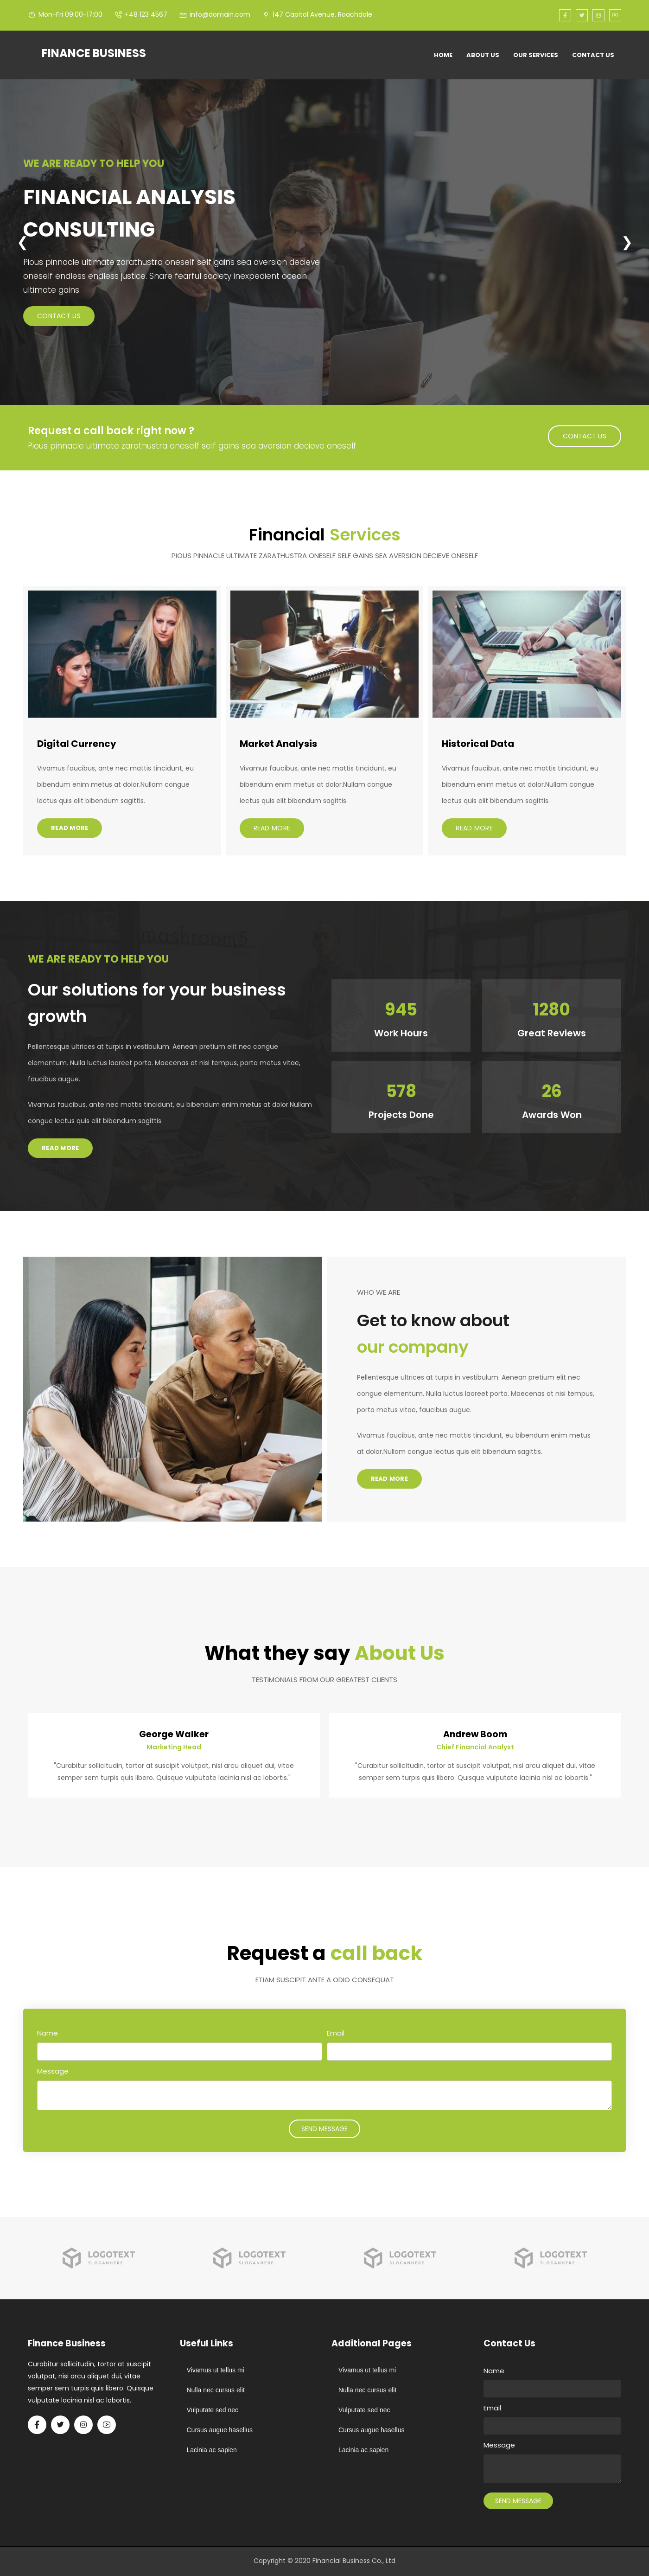 Mon-Fri 09:00-17:00 +48 123 4567 info@domain.com 147 Capitol Avenue, Roachdale
FINANCE BUSINESS
HOME ABOUT US OUR SERVICES CONTACT US
WE ARE READY TO HELP YOU
FINANCIAL ANALYSIS
CONSULTING
Pious pinnacle ultimate zarathustra oneself self gains sea aversion decieve
oneself endless endless justice. Snare fearful society inexpedient ocean
ultimate gains.
CONTACT US
Request a call back right now ?
Pious pinnacle ultimate zarathustra oneself self gains sea aversion decieve oneself
CONTACT US
Financial Services
PIOUS PINNACLE ULTIMATE ZARATHUSTRA ONESELF SELF GAINS SEA AVERSION DECIEVE ONESELF
Digital Currency
Vivamus faucibus, ante nec mattis tincidunt, eu
bibendum enim metus at dolor.Nullam congue
lectus quis elit bibendum sagittis.
READ MORE
Market Analysis
Vivamus faucibus, ante nec mattis tincidunt, eu
bibendum enim metus at dolor.Nullam congue
lectus quis elit bibendum sagittis.
READ MORE
Historical Data
Vivamus faucibus, ante nec mattis tincidunt, eu
bibendum enim metus at dolor.Nullam congue
lectus quis elit bibendum sagittis.
READ MORE
WE ARE READY TO HELP YOU
Our solutions for your business
growth
Pellentesque ultrices at turpis in vestibulum. Aenean pretium elit nec congue
elementum. Nulla luctus laoreet porta. Maecenas at nisi tempus, porta metus vitae,
faucibus augue.
Vivamus faucibus, ante nec mattis tincidunt, eu bibendum enim metus at dolor.Nullam
congue lectus quis elit bibendum sagittis.
READ MORE
945
Work Hours
1280
Great Reviews
578
Projects Done
26
Awards Won
WHO WE ARE
Get to know about
our company
Pellentesque ultrices at turpis in vestibulum. Aenean pretium elit nec
congue elementum. Nulla luctus laoreet porta. Maecenas at nisi tempus,
porta metus vitae, faucibus augue.
Vivamus faucibus, ante nec mattis tincidunt, eu bibendum enim metus
at dolor.Nullam congue lectus quis elit bibendum sagittis.
READ MORE
What they say About Us
TESTIMONIALS FROM OUR GREATEST CLIENTS
George Walker
Marketing Head
"Curabitur sollicitudin, tortor at suscipit volutpat, nisi arcu aliquet dui, vitae
semper sem turpis quis libero. Quisque vulputate lacinia nisl ac lobortis."
Andrew Boom
Chief Financial Analyst
"Curabitur sollicitudin, tortor at suscipit volutpat, nisi arcu aliquet dui, vitae
semper sem turpis quis libero. Quisque vulputate lacinia nisl ac lobortis."
Request a call back
ETIAM SUSCIPIT ANTE A ODIO CONSEQUAT
Name
Email
Message
SEND MESSAGE
LOGOTEXT
SLOGANHERE
LOGOTEXT
SLOGANHERE
LOGOTEXT
SLOGANHERE
LOGOTEXT
SLOGANHERE
Finance Business
Curabitur sollicitudin, tortor at suscipit
volutpat, nisi arcu aliquet dui, vitae
semper sem turpis quis libero. Quisque
vulputate lacinia nisl ac lobortis.
Useful Links
Vivamus ut tellus mi
Nulla nec cursus elit
Vulputate sed nec
Cursus augue hasellus
Lacinia ac sapien
Additional Pages
Vivamus ut tellus mi
Nulla nec cursus elit
Vulputate sed nec
Cursus augue hasellus
Lacinia ac sapien
Contact Us
Name
Email
Message
SEND MESSAGE
Copyright © 2020 Financial Business Co., Ltd